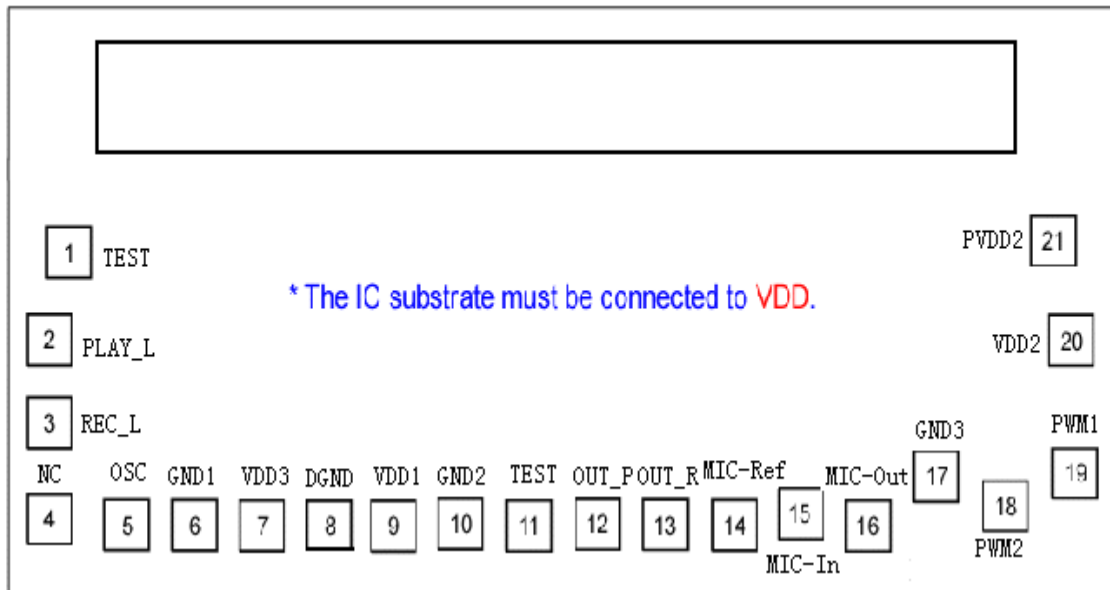 1 TEST
PVDD2 21
* The IC substrate must be connected to VDD.
2 PLAY_L
VDD2 20
3 REC_L
GND3
PWM1
NC OSC GND1 VDD3 DGND VDD1 GND2 TEST OUT_P OUT_R MIC-Ref MIC-Out
17
19
4 5 6 7 8 9 10 11 12 13 14 15 16
18
PWM2
MIC-In